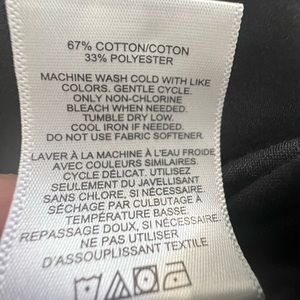 67% COTTON/COTON
33% POLYESTER
MACHINE WASH COLD WITH LIKE
COLORS. GENTLE CYCLE.
ONLY NON-CHLORINE
BLEACH WHEN NEEDED.
TUMBLE DRY LOW.
COOL IRON IF NEEDED.
DO NOT USE FABRIC SOFTENER.
LAVER À LA MACHINE À L'EAU FROIDE
AVEC COULEURS SIMILAIRES.
CYCLE DÉLICAT. UTILISEZ
SEULEMENT DU JAVELLISANT
SANS CHLORE, SI NÉCESSAIRE.
SÉCHAGE PAR CULBUTAGE À
TEMPÉRATURE BASSE.
REPASSAGE DOUX, SI NÉCESSAIRE.
NE PAS UTILISER
D'ASSOUPLISSANT TEXTILE